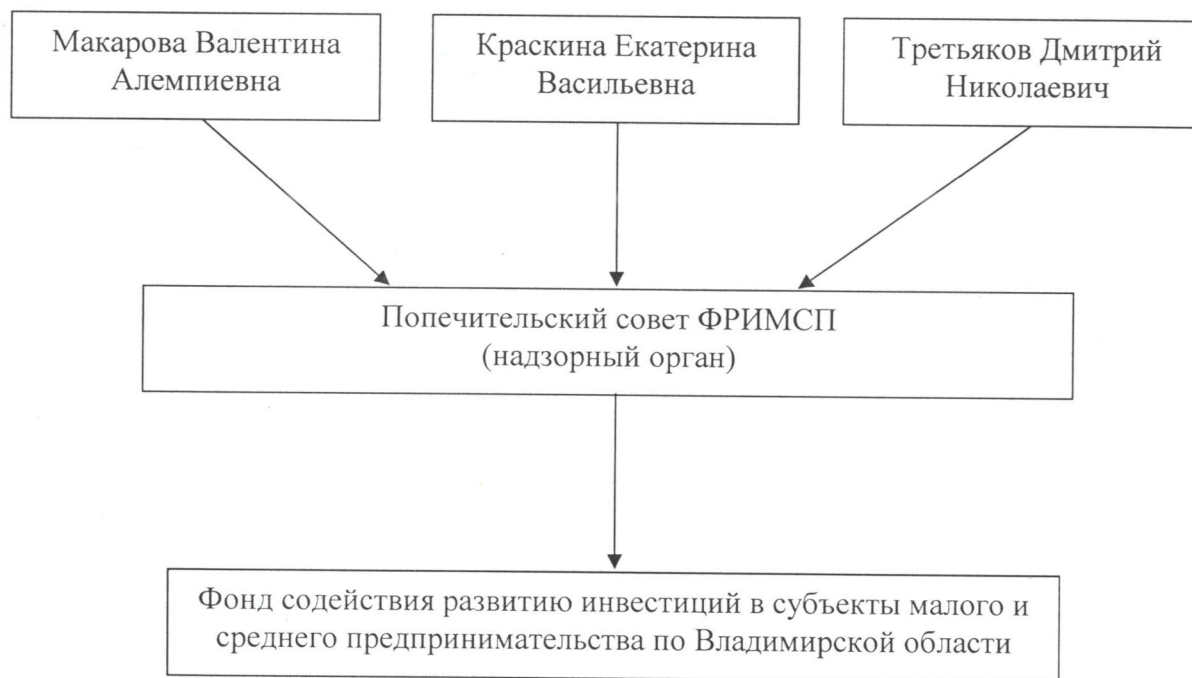 Макарова Валентина
Алемпиевна
Краскина Екатерина
Васильевна
Третьяков Дмитрий
Николаевич
Попечительский совет ФРИМСП
(надзорный орган)
Фонд содействия развитию инвестиций в субъекты малого и
среднего предпринимательства по Владимирской области